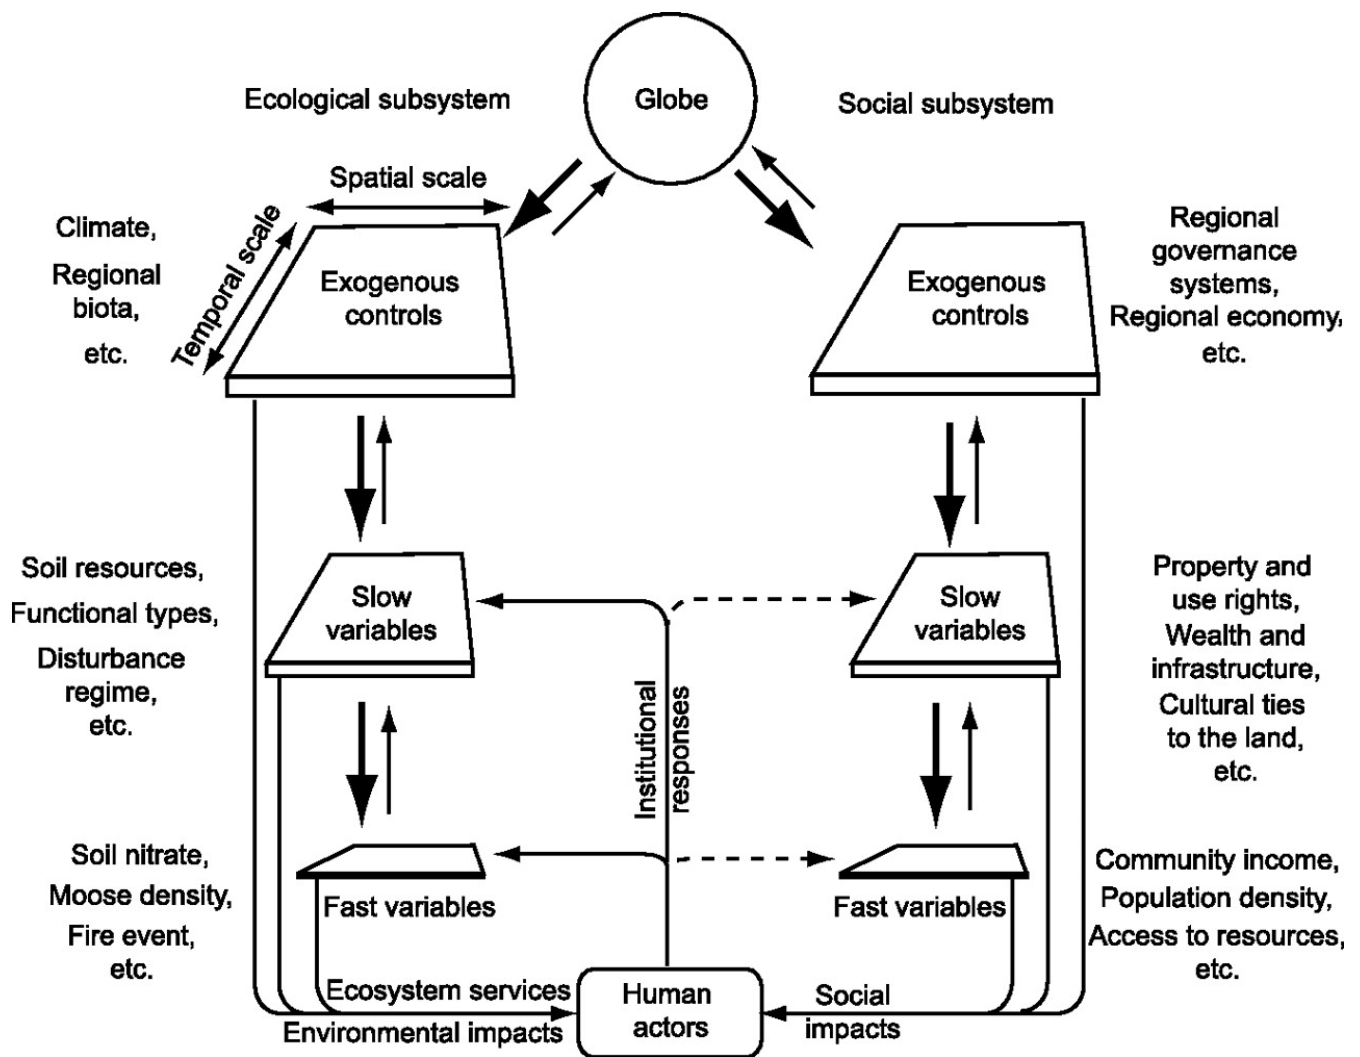 Ecological subsystem
Globe
Social subsystem
Spatial scale
Temporal scale
Climate,
Regional
biota,
etc.
Exogenous
controls
Exogenous
controls
Regional
governance
systems,
Regional economy,
etc.
Soil resources,
Functional types,
Disturbance
regime,
etc.
Slow
variables
Institutional
responses
Slow
variables
Property and
use rights,
Wealth and
infrastructure,
Cultural ties
to the land,
etc.
Soil nitrate,
Moose density,
Fire event,
etc.
Fast variables
Fast variables
Community income,
Population density,
Access to resources,
etc.
Ecosystem services
Environmental impacts
Human
actors
Social
impacts